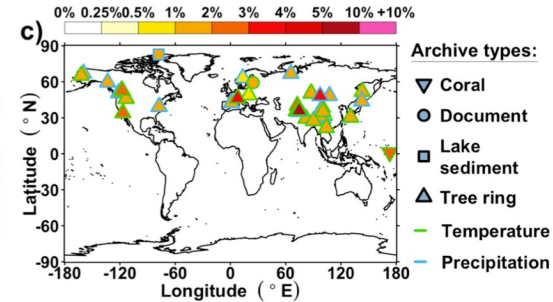 0% 0.25% 0.5% 1% 2% 3% 4% 5% 10% +10%
c)
90
60
30
0
-30
-60
-90
Latitude (°N)
-180 -120 -60 0 60 120 180
Longitude (°E)
Archive types:
Coral
Document
Lake
sediment
Tree ring
Temperature
Precipitation